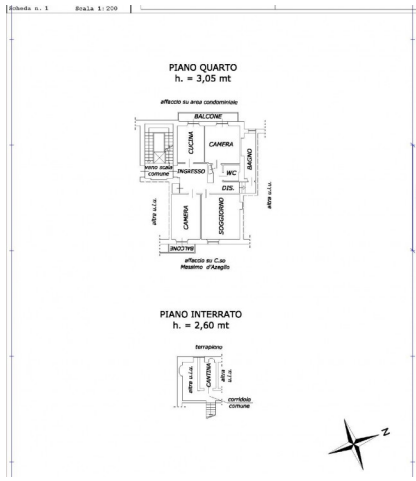 Scheda n. 1 Scala 1:200
PIANO QUARTO
h. = 3,05 mt
affaccio su area condominiale
BALCONE
CUCINA
CAMERA
BAGNO
vano scala
comune
INGRESSO
WC
DIS.
altra u.i.u.
altra u.i.u.
CAMERA
SOGGIORNO
BALCONE
affaccio su C.so
Massimo d'Azeglio
PIANO INTERRATO
h. = 2,60 mt
terrapieno
altra u.i.u.
CANTINA
altra
u.i.u.
corridoio
comune
N